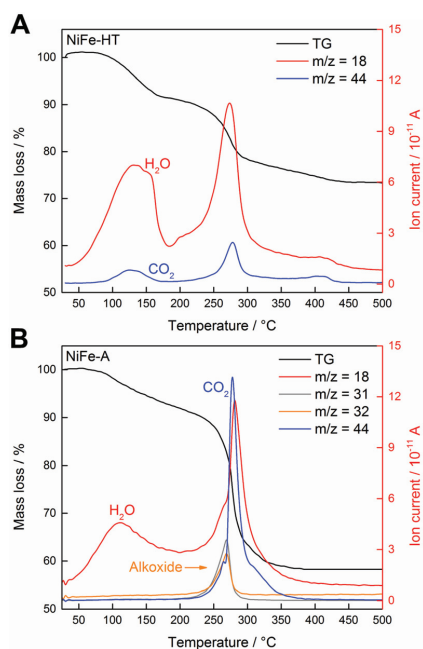 A
NiFe-HT
TG
m/z = 18
m/z = 44
H₂O
CO₂
Mass loss / %
100
90
80
70
60
50
Ion current / 10⁻¹¹ A
15
12
9
6
3
0
50 100 150 200 250 300 350 400 450 500
Temperature / °C
B
NiFe-A
TG
m/z = 18
m/z = 31
m/z = 32
m/z = 44
CO₂
H₂O
Alkoxide
Mass loss / %
100
90
80
70
60
50
Ion current / 10⁻¹¹ A
15
12
9
6
3
0
50 100 150 200 250 300 350 400 450 500
Temperature / °C